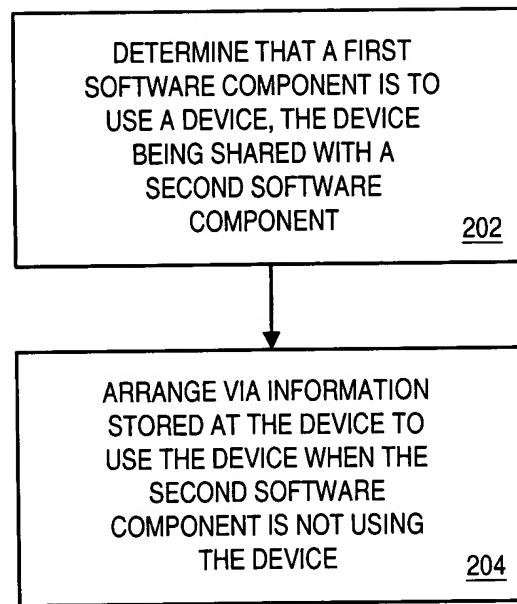 DETERMINE THAT A FIRST
SOFTWARE COMPONENT IS TO
USE A DEVICE, THE DEVICE
BEING SHARED WITH A
SECOND SOFTWARE
COMPONENT
202
ARRANGE VIA INFORMATION
STORED AT THE DEVICE TO
USE THE DEVICE WHEN THE
SECOND SOFTWARE
COMPONENT IS NOT USING
THE DEVICE
204